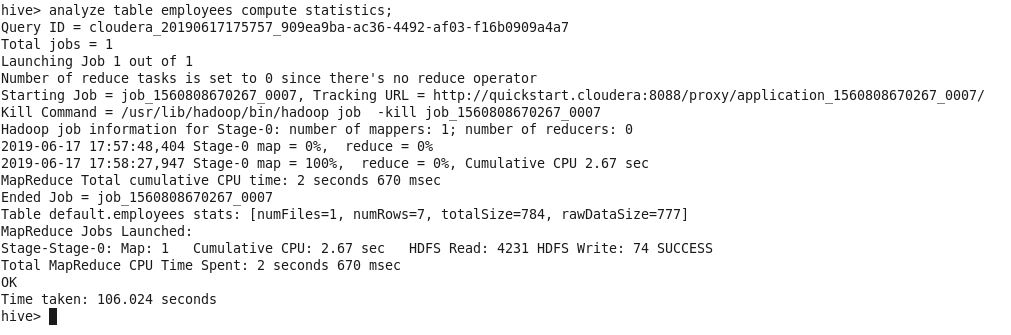 hive> analyze table employees compute statistics;
Query ID = cloudera_20190617175757_909ea9ba-ac36-4492-af03-f16b0909a4a7
Total jobs = 1
Launching Job 1 out of 1
Number of reduce tasks is set to 0 since there's no reduce operator
Starting Job = job_1560808670267_0007, Tracking URL = http://quickstart.cloudera:8088/proxy/application_1560808670267_0007/
Kill Command = /usr/lib/hadoop/bin/hadoop job  -kill job_1560808670267_0007
Hadoop job information for Stage-0: number of mappers: 1; number of reducers: 0
2019-06-17 17:57:48,404 Stage-0 map = 0%,  reduce = 0%
2019-06-17 17:58:27,947 Stage-0 map = 100%,  reduce = 0%, Cumulative CPU 2.67 sec
MapReduce Total cumulative CPU time: 2 seconds 670 msec
Ended Job = job_1560808670267_0007
Table default.employees stats: [numFiles=1, numRows=7, totalSize=784, rawDataSize=777]
MapReduce Jobs Launched:
Stage-Stage-0: Map: 1   Cumulative CPU: 2.67 sec   HDFS Read: 4231 HDFS Write: 74 SUCCESS
Total MapReduce CPU Time Spent: 2 seconds 670 msec
OK
Time taken: 106.024 seconds
hive>